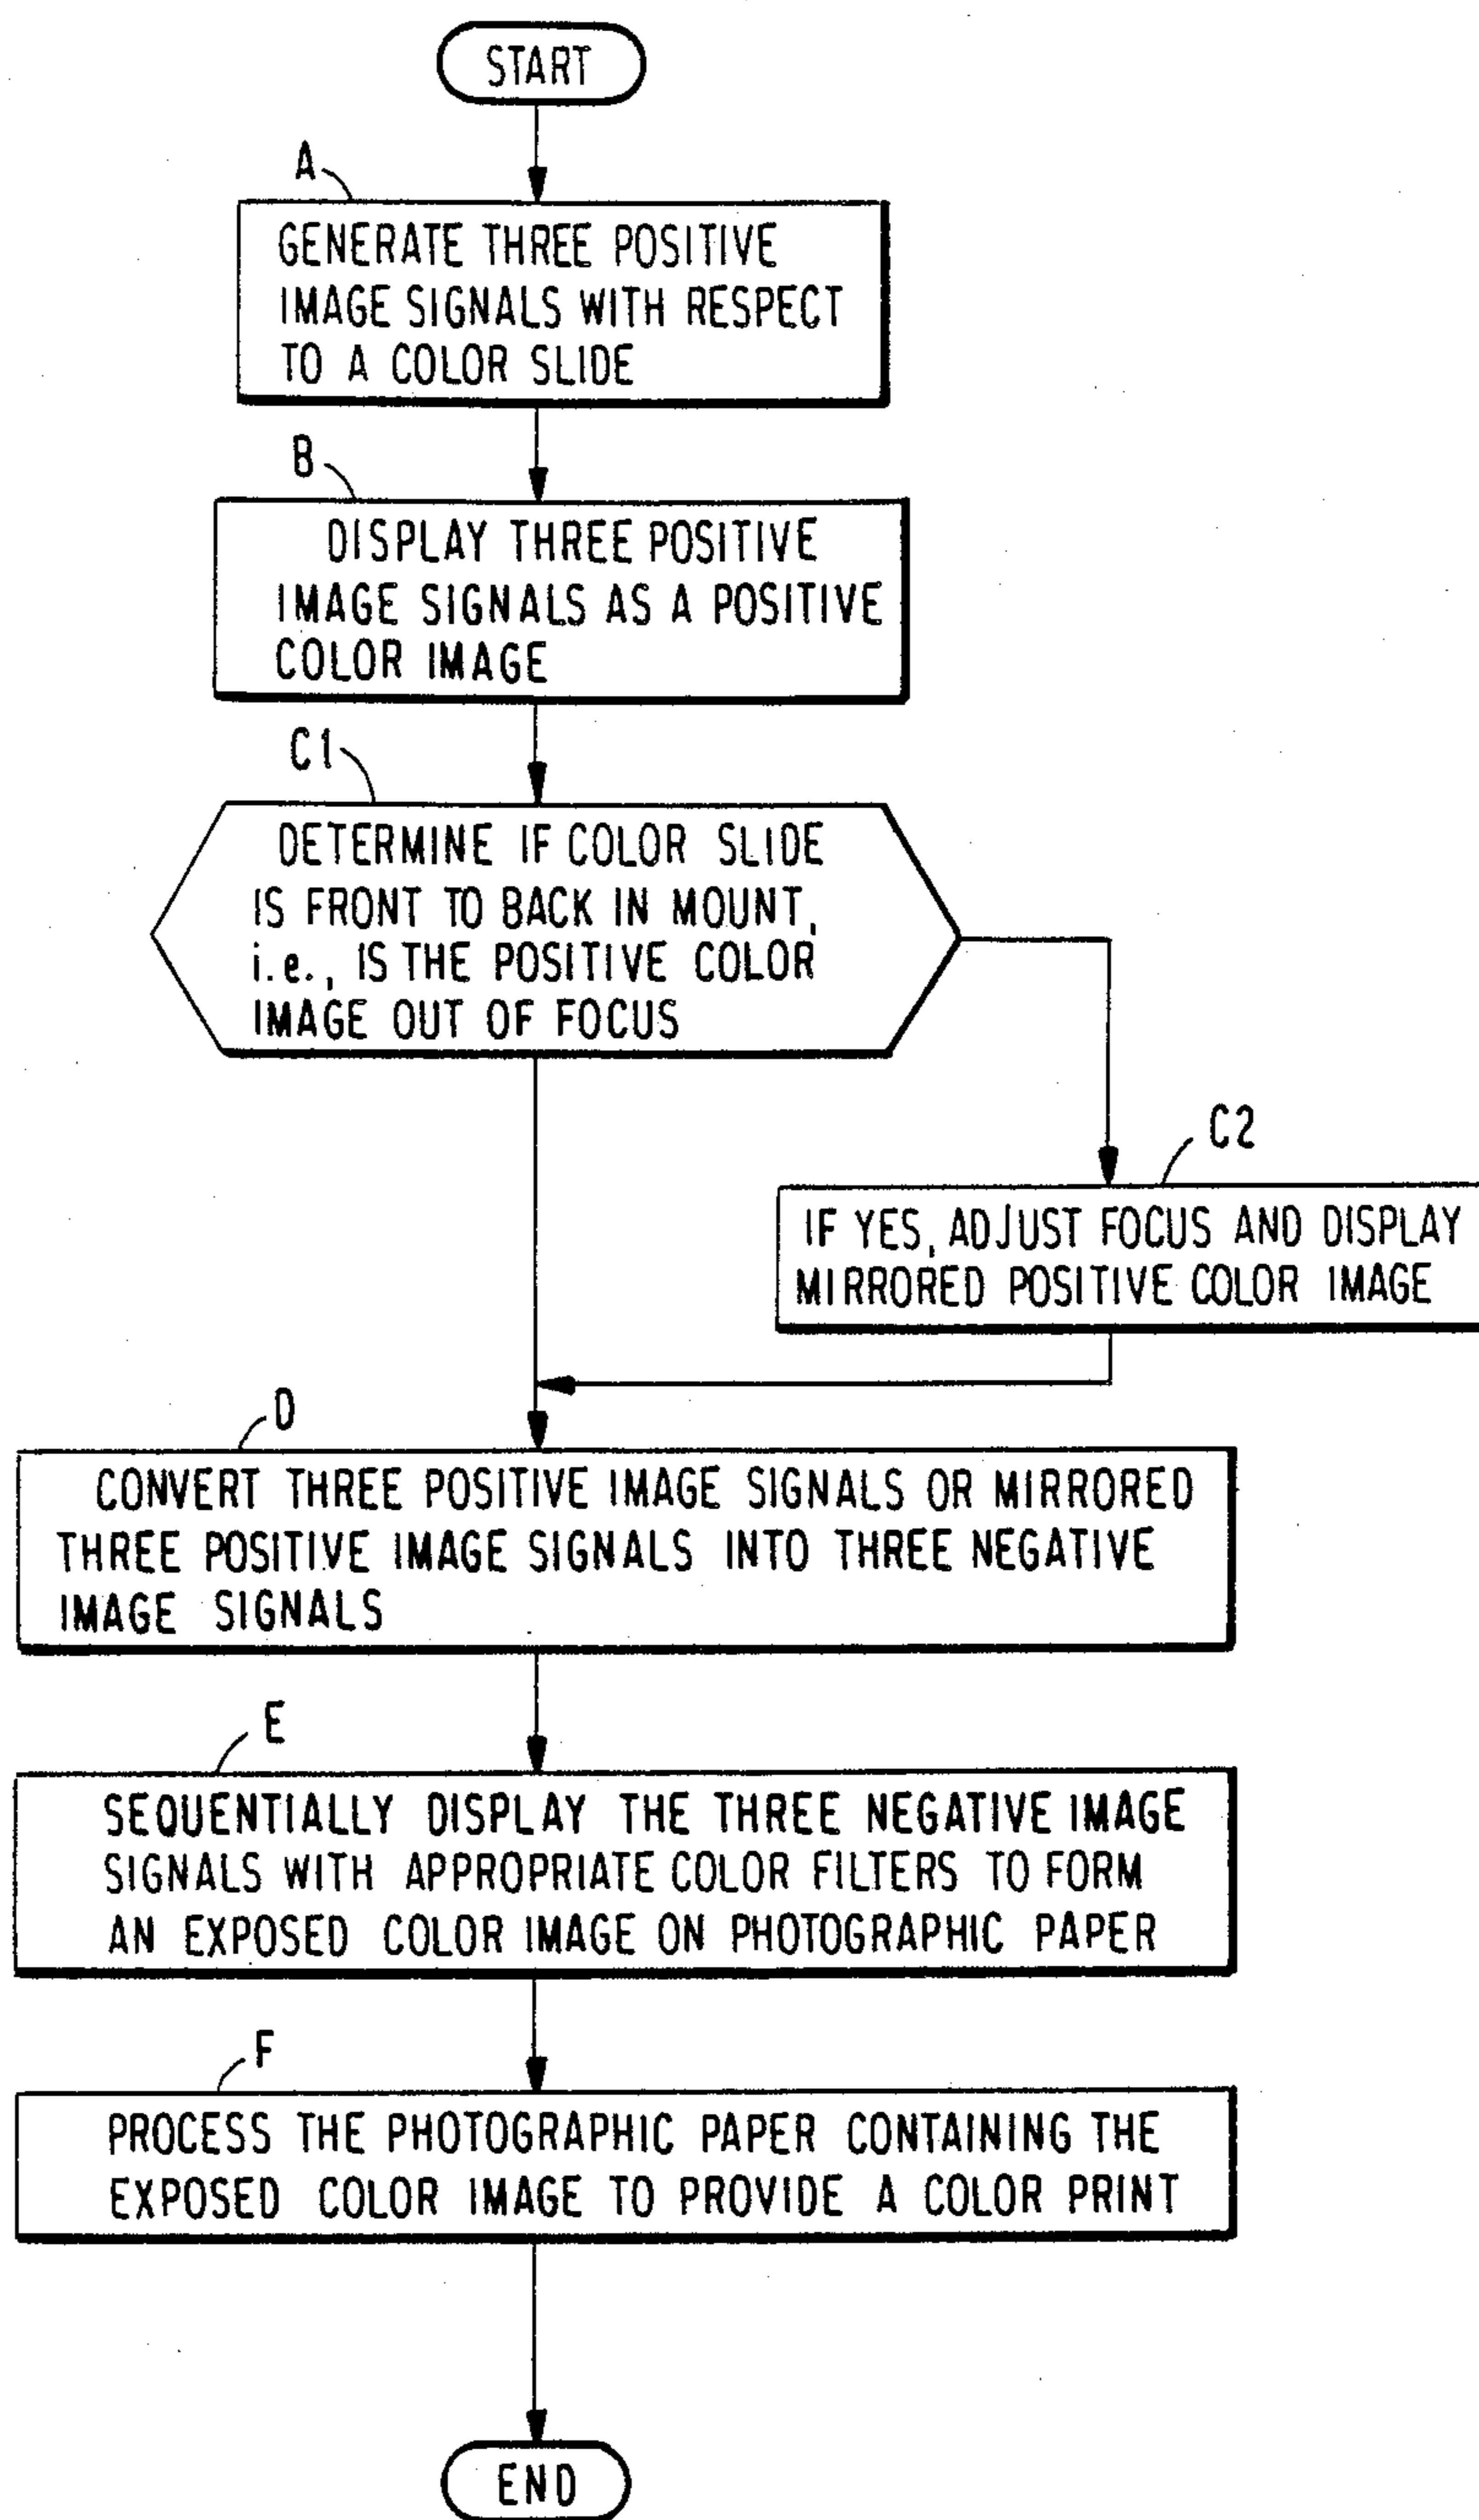 START
A
GENERATE THREE POSITIVE
IMAGE SIGNALS WITH RESPECT
TO A COLOR SLIDE
B
DISPLAY THREE POSITIVE
IMAGE SIGNALS AS A POSITIVE
COLOR IMAGE
C1
DETERMINE IF COLOR SLIDE
IS FRONT TO BACK IN MOUNT,
i.e., IS THE POSITIVE COLOR
IMAGE OUT OF FOCUS
C2
IF YES, ADJUST FOCUS AND DISPLAY
MIRRORED POSITIVE COLOR IMAGE
D
CONVERT THREE POSITIVE IMAGE SIGNALS OR MIRRORED
THREE POSITIVE IMAGE SIGNALS INTO THREE NEGATIVE
IMAGE SIGNALS
E
SEQUENTIALLY DISPLAY THE THREE NEGATIVE IMAGE
SIGNALS WITH APPROPRIATE COLOR FILTERS TO FORM
AN EXPOSED COLOR IMAGE ON PHOTOGRAPHIC PAPER
F
PROCESS THE PHOTOGRAPHIC PAPER CONTAINING THE
EXPOSED COLOR IMAGE TO PROVIDE A COLOR PRINT
END